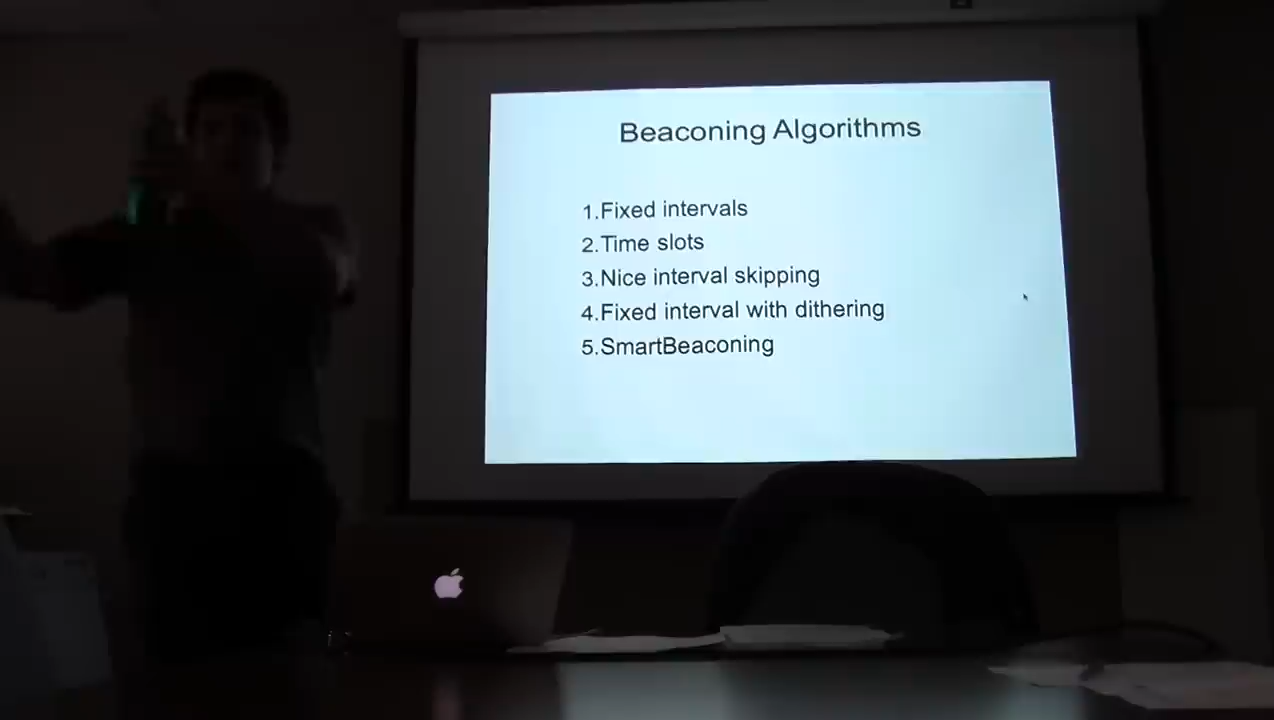 Beaconing Algorithms
1.Fixed intervals
2.Time slots
3.Nice interval skipping
4.Fixed interval with dithering
5.SmartBeaconing